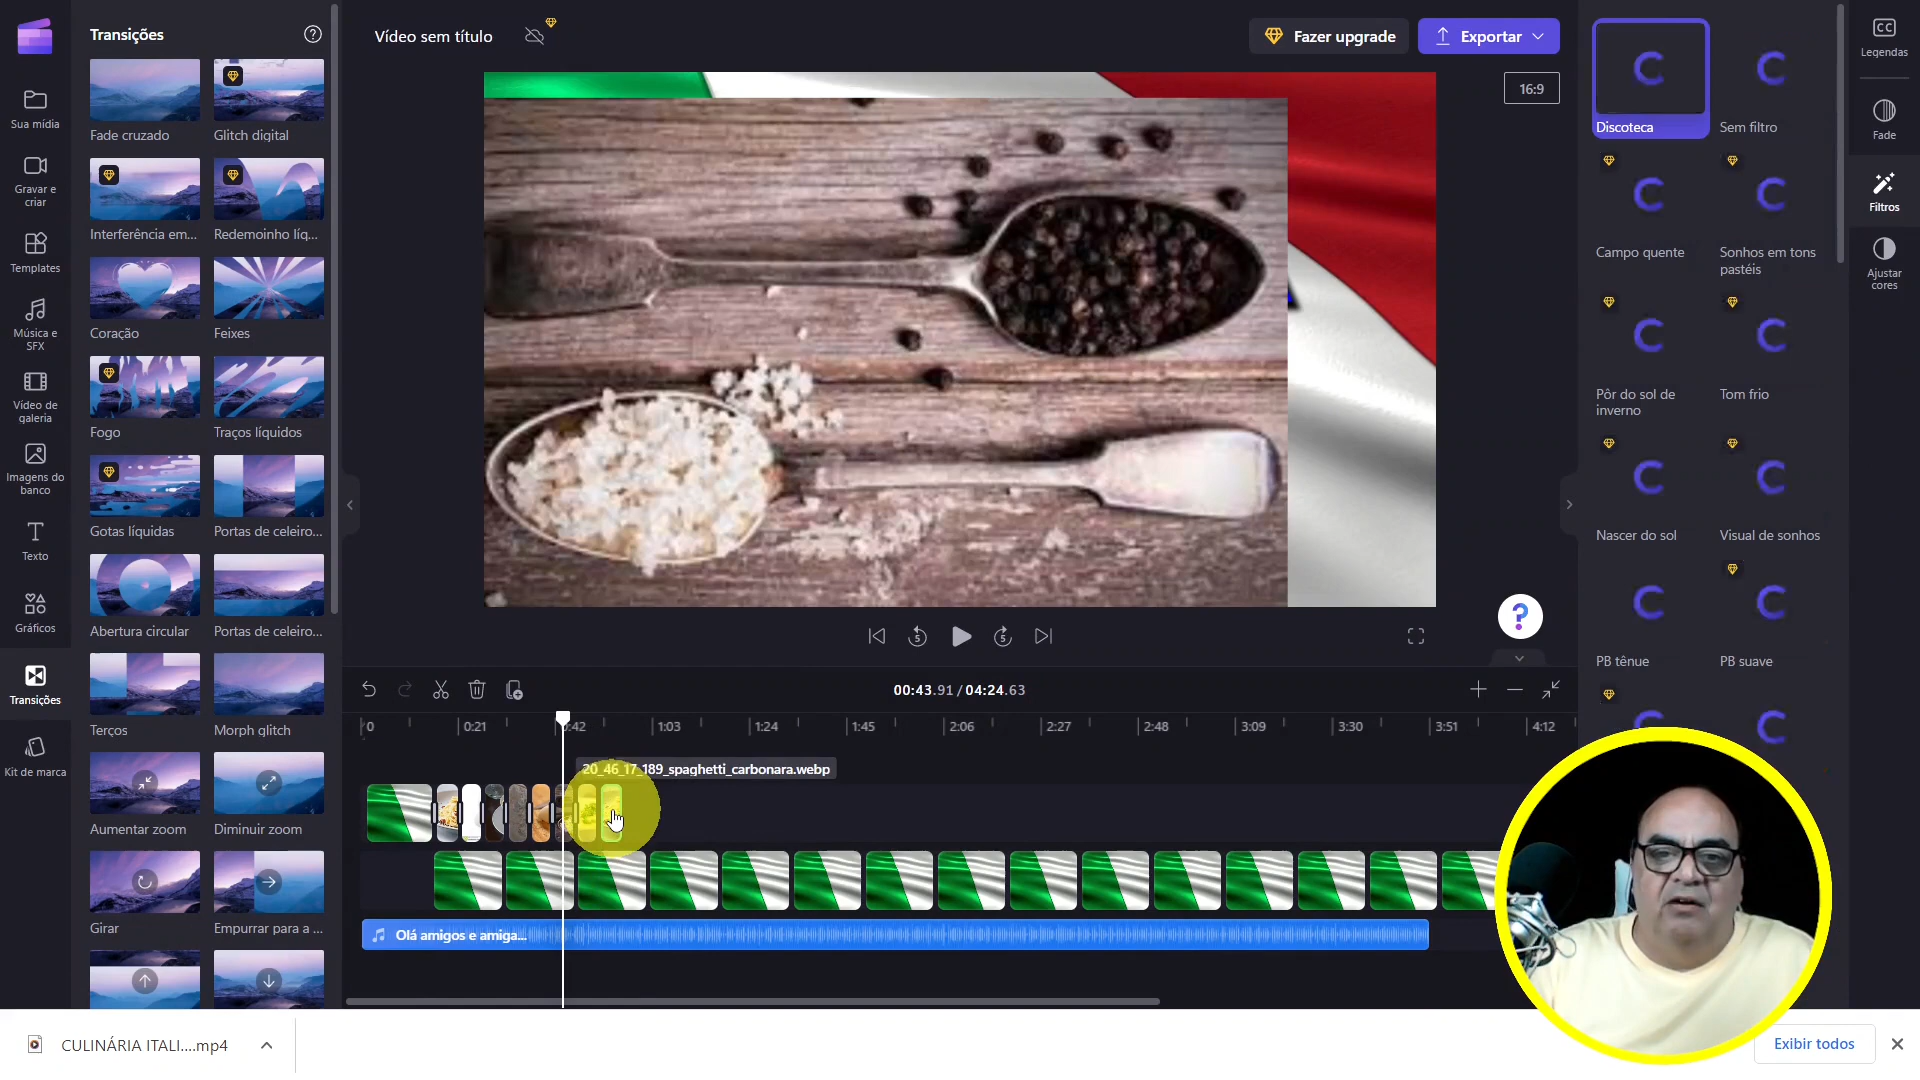 Transições
Vídeo sem título
Fazer upgrade
Exportar
16:9
Sua mídia
Gravar e
criar
Templates
Música e
SFX
Vídeo de
galeria
Imagens do
banco
Texto
Gráficos
Transições
Kit de marca
Fade cruzado
Glitch digital
Interferência em...
Redemoinho líq...
Coração
Feixes
Fogo
Traços líquidos
Gotas líquidas
Portas de celeiro...
Abertura circular
Portas de celeiro...
Terços
Morph glitch
Aumentar zoom
Diminuir zoom
Girar
Empurrar para a ...
5
5
00:43.91 / 04:24.63
0
0:21
0:42
1:03
1:24
1:45
2:06
2:27
2:48
3:09
3:30
3:51
4:12
20_46_17_189_spaghetti_carbonara.webp
Olá amigos e amiga...
Discoteca
Sem filtro
Campo quente
Sonhos em tons
pastéis
Pôr do sol de
inverno
Tom frio
Nascer do sol
Visual de sonhos
PB tênue
PB suave
CC
Legendas
Fade
Filtros
Ajustar
cores
CULINÁRIA ITALI....mp4
Exibir todos